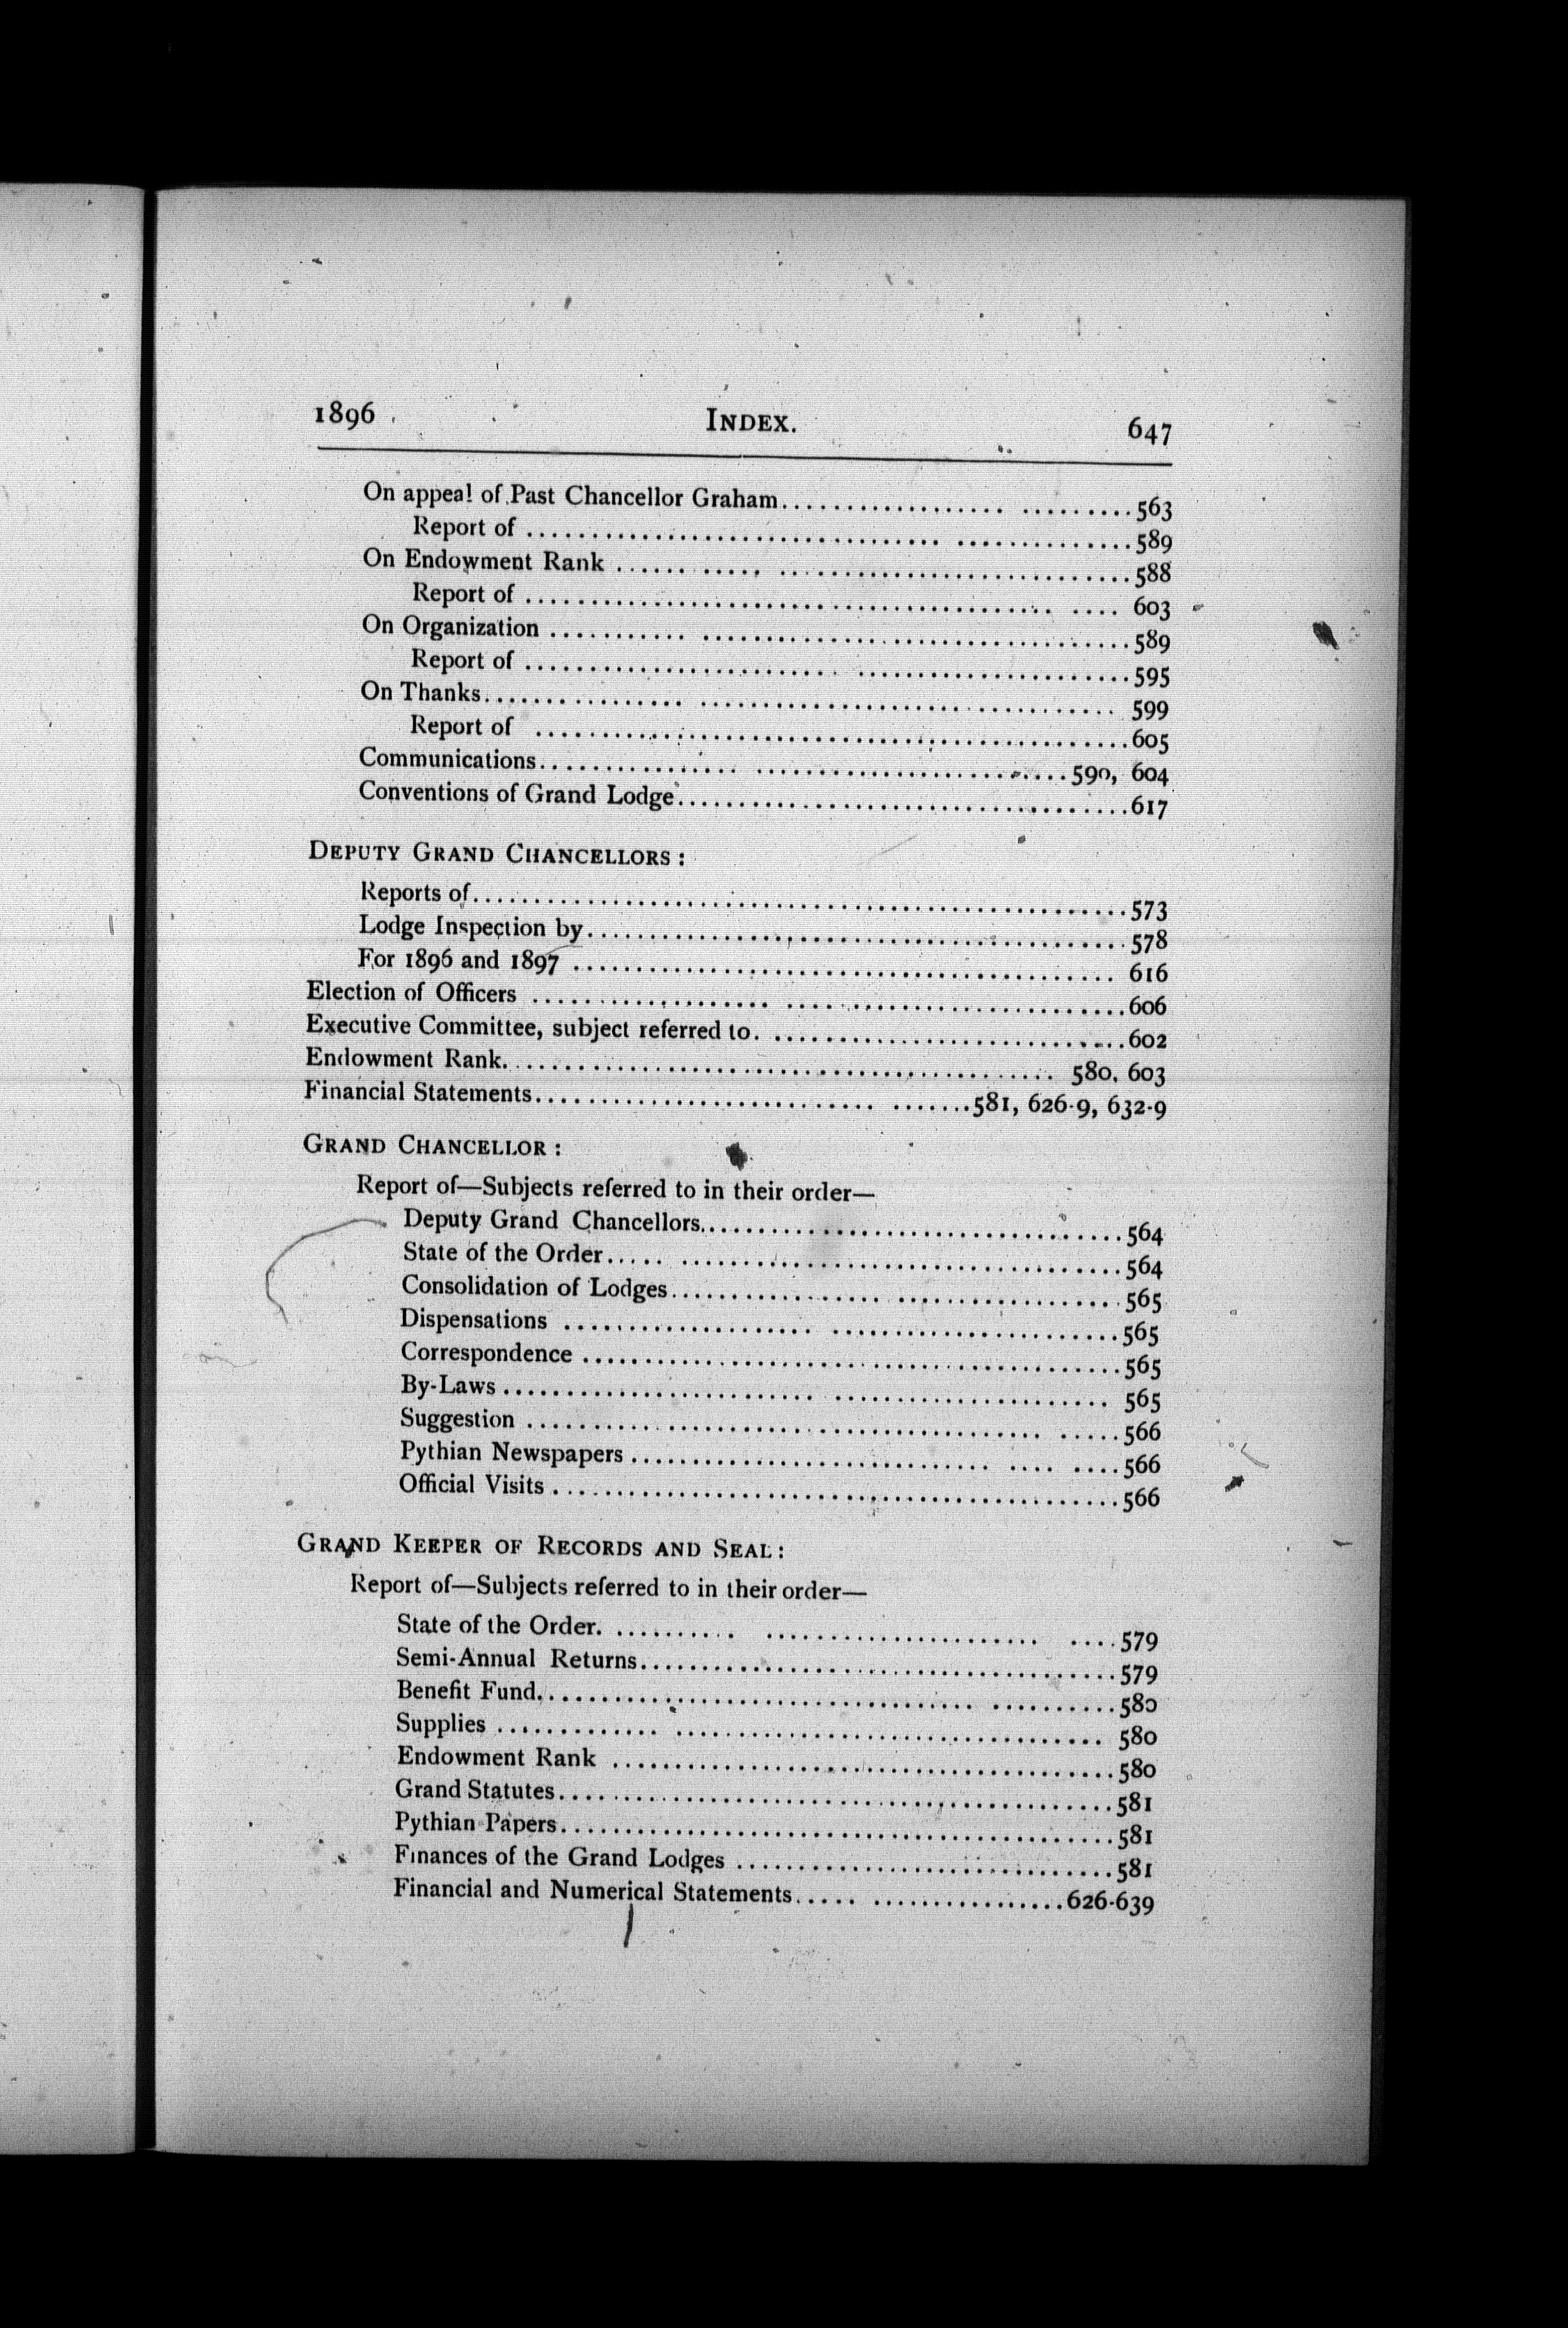 1896 INDEX. 647
On appeal of Past Chancellor Graham.......... 563
Report of .......... 589
On Endowment Rank .......... 588
Report of .......... 603
On Organization .......... 589
Report of .......... 595
On Thanks.......... 599
Report of .......... 605
Communications.......... 590, 604
Conventions of Grand Lodge.......... 617
DEPUTY GRAND CHANCELLORS:
Reports of.......... 573
Lodge Inspection by.......... 578
For 1896 and 1897 .......... 616
Election of Officers .......... 606
Executive Committee, subject referred to.......... 602
Endowment Rank.......... 580, 603
Financial Statements.......... 581, 626-9, 632-9
GRAND CHANCELLOR:
Report of—Subjects referred to in their order—
Deputy Grand Chancellors.......... 564
State of the Order.......... 564
Consolidation of Lodges.......... 565
Dispensations .......... 565
Correspondence .......... 565
By-Laws .......... 565
Suggestion .......... 566
Pythian Newspapers .......... 566
Official Visits .......... 566
GRAND KEEPER OF RECORDS AND SEAL:
Report of—Subjects referred to in their order—
State of the Order.......... 579
Semi-Annual Returns.......... 579
Benefit Fund.......... 580
Supplies .......... 580
Endowment Rank .......... 580
Grand Statutes.......... 581
Pythian Papers.......... 581
Finances of the Grand Lodges .......... 581
Financial and Numerical Statements.......... 626-639